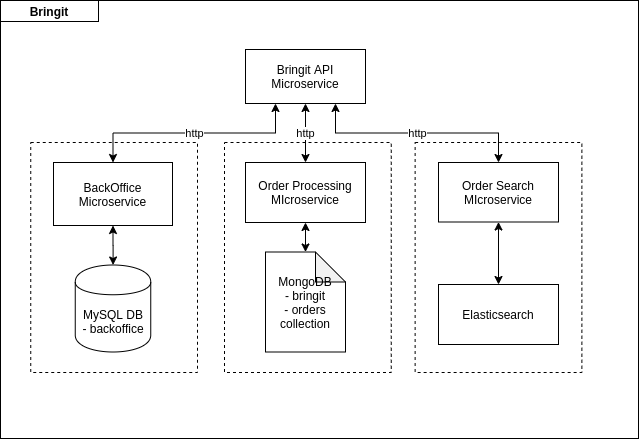 Bringit
Bringit API
Microservice
http
http
http
BackOffice
Microservice
Order Processing
MIcroservice
Order Search
MIcroservice
MySQL DB
- backoffice
MongoDB
- bringit
- orders
collection
Elasticsearch